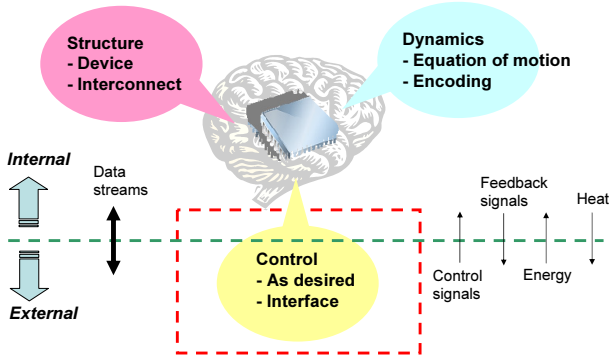 Structure
- Device
- Interconnect
Dynamics
- Equation of motion
- Encoding
Internal
Data
streams
Feedback
signals
Heat
Control
- As desired
- Interface
Control
signals
Energy
External